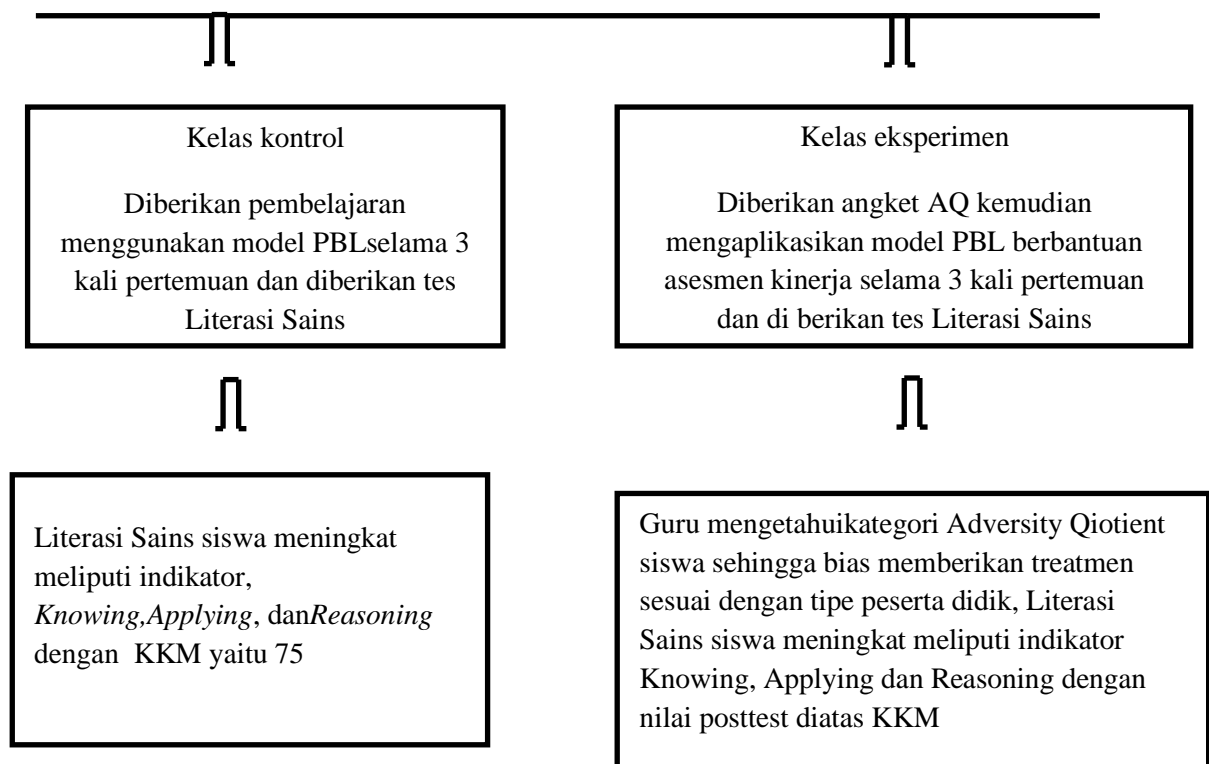 Kelas kontrol
Diberikan pembelajaran
menggunakan model PBLselama 3
kali pertemuan dan diberikan tes
Literasi Sains
Kelas eksperimen
Diberikan angket AQ kemudian
mengaplikasikan model PBL berbantuan
asesmen kinerja selama 3 kali pertemuan
dan di berikan tes Literasi Sains
Literasi Sains siswa meningkat
meliputi indikator,
Knowing,Applying, danReasoning
dengan KKM yaitu 75
Guru mengetahuikategori Adversity Qiotient
siswa sehingga bias memberikan treatmen
sesuai dengan tipe peserta didik, Literasi
Sains siswa meningkat meliputi indikator
Knowing, Applying dan Reasoning dengan
nilai posttest diatas KKM